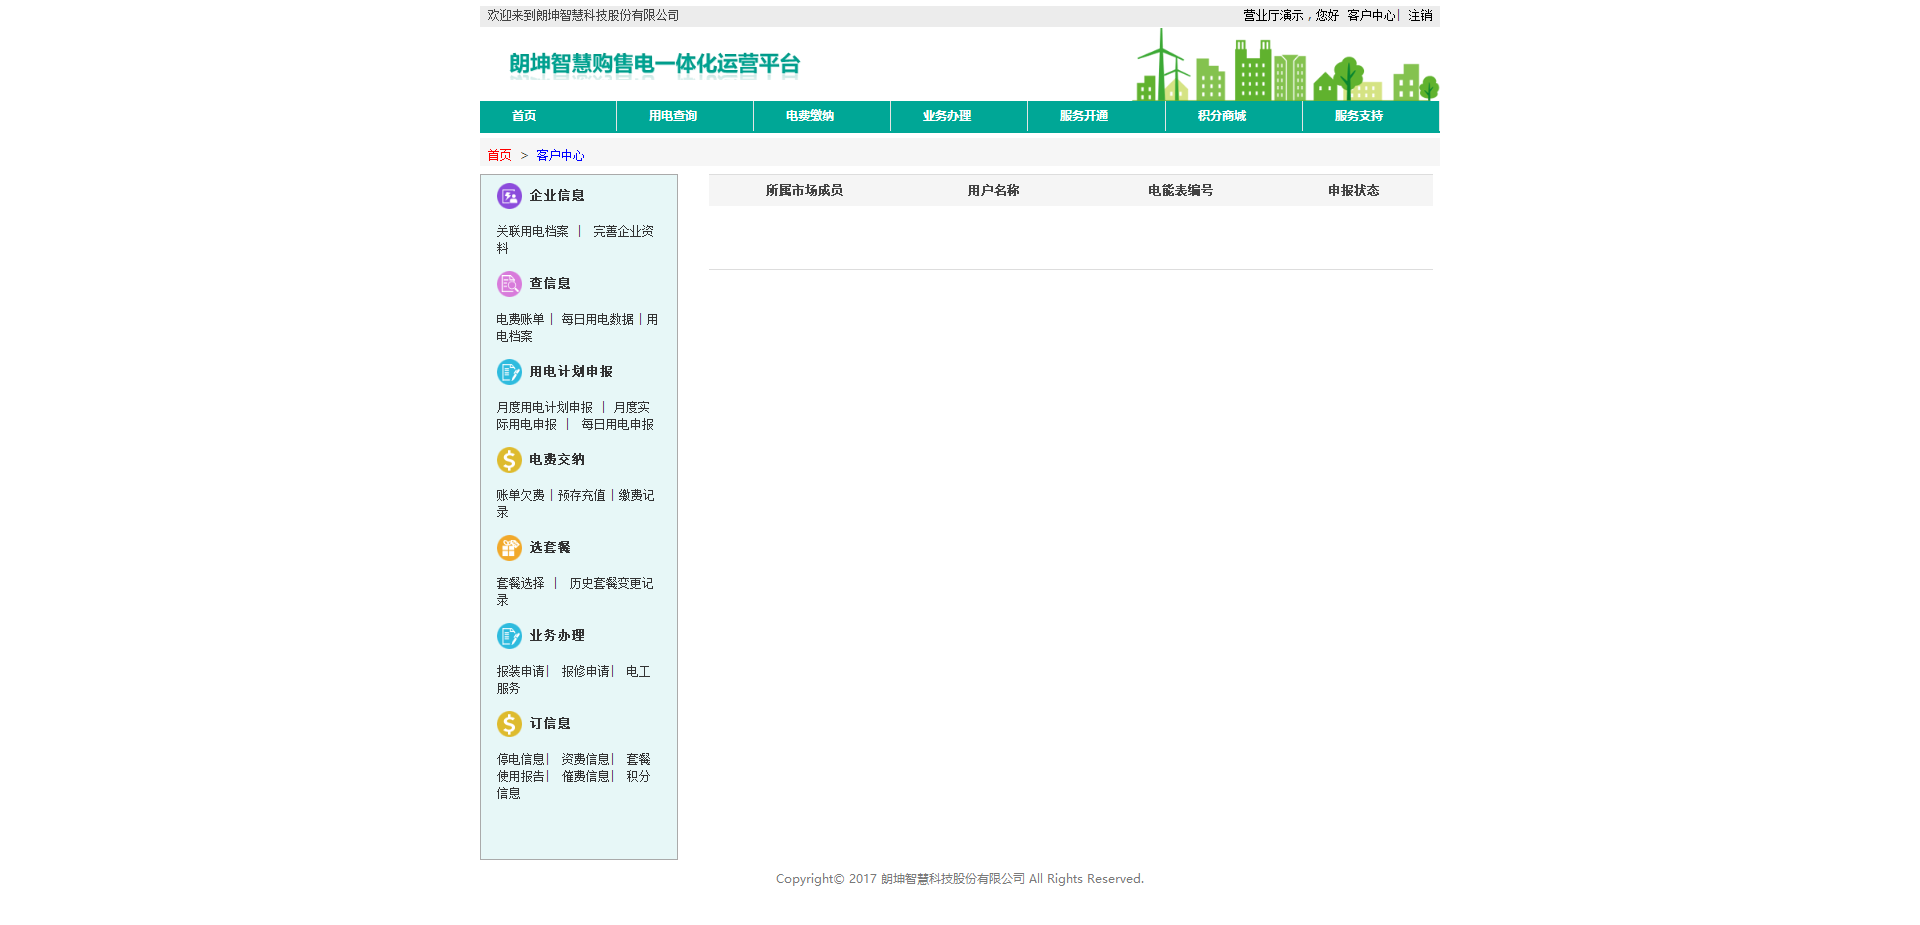 欢迎来到朗坤智慧科技股份有限公司
营业厅演示，您好 客户中心| 注销
朗坤智慧购售电一体化运营平台
首页 用电查询 电费缴纳 业务办理 服务开通 积分商城 服务支持
首页 > 客户中心
企业信息
关联用电档案 | 完善企业资
料
查信息
电费账单 | 每日用电数据 | 用
电档案
用电计划申报
月度用电计划申报 | 月度实
际用电申报 | 每日用电申报
电费交纳
账单欠费 | 预存充值 | 缴费记
录
选套餐
套餐选择 | 历史套餐变更记
录
业务办理
报装申请| 报修申请| 电工
服务
订信息
停电信息| 资费信息| 套餐
使用报告| 催费信息| 积分
信息
所属市场成员 用户名称 电能表编号 申报状态
Copyright© 2017 朗坤智慧科技股份有限公司 All Rights Reserved.